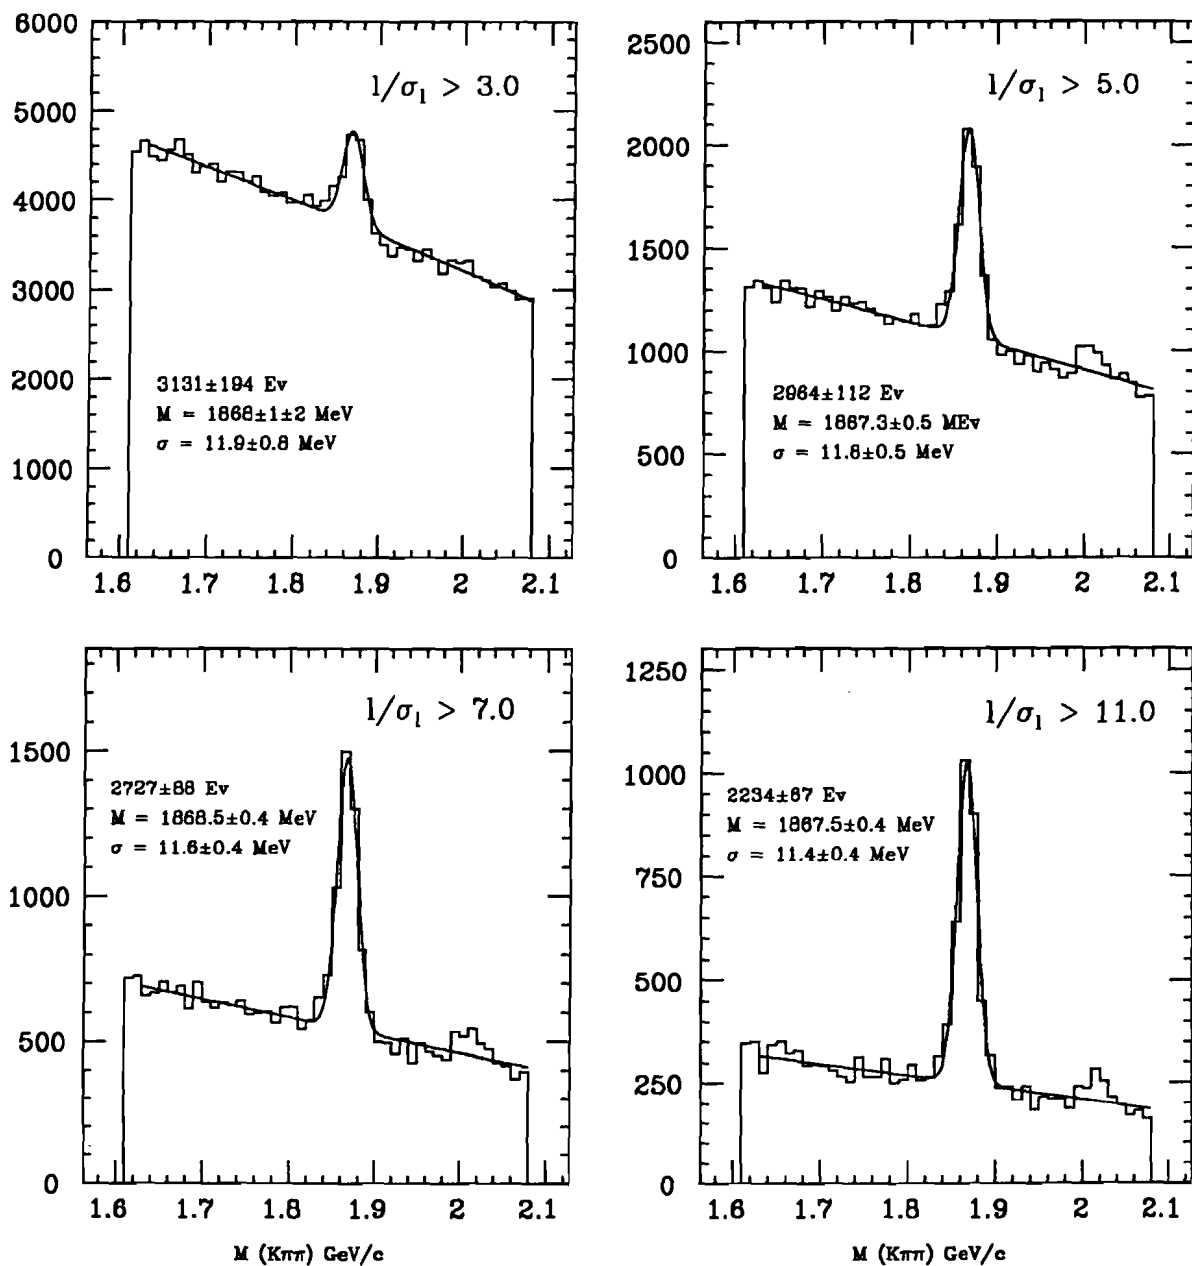 6000
5000
4000
3000
2000
1000
0
l/σ_l > 3.0
3131±194 Ev
M = 1868±1±2 MeV
σ = 11.9±0.8 MeV
1.6 1.7 1.8 1.9 2 2.1
2500
2000
1500
1000
500
0
l/σ_l > 5.0
2964±112 Ev
M = 1867.3±0.5 MEv
σ = 11.8±0.5 MeV
1.6 1.7 1.8 1.9 2 2.1
1500
1000
500
0
l/σ_l > 7.0
2727±88 Ev
M = 1868.5±0.4 MeV
σ = 11.6±0.4 MeV
1.6 1.7 1.8 1.9 2 2.1
M (Kππ) GeV/c
1250
1000
750
500
250
0
l/σ_l > 11.0
2234±67 Ev
M = 1867.5±0.4 MeV
σ = 11.4±0.4 MeV
1.6 1.7 1.8 1.9 2 2.1
M (Kππ) GeV/c